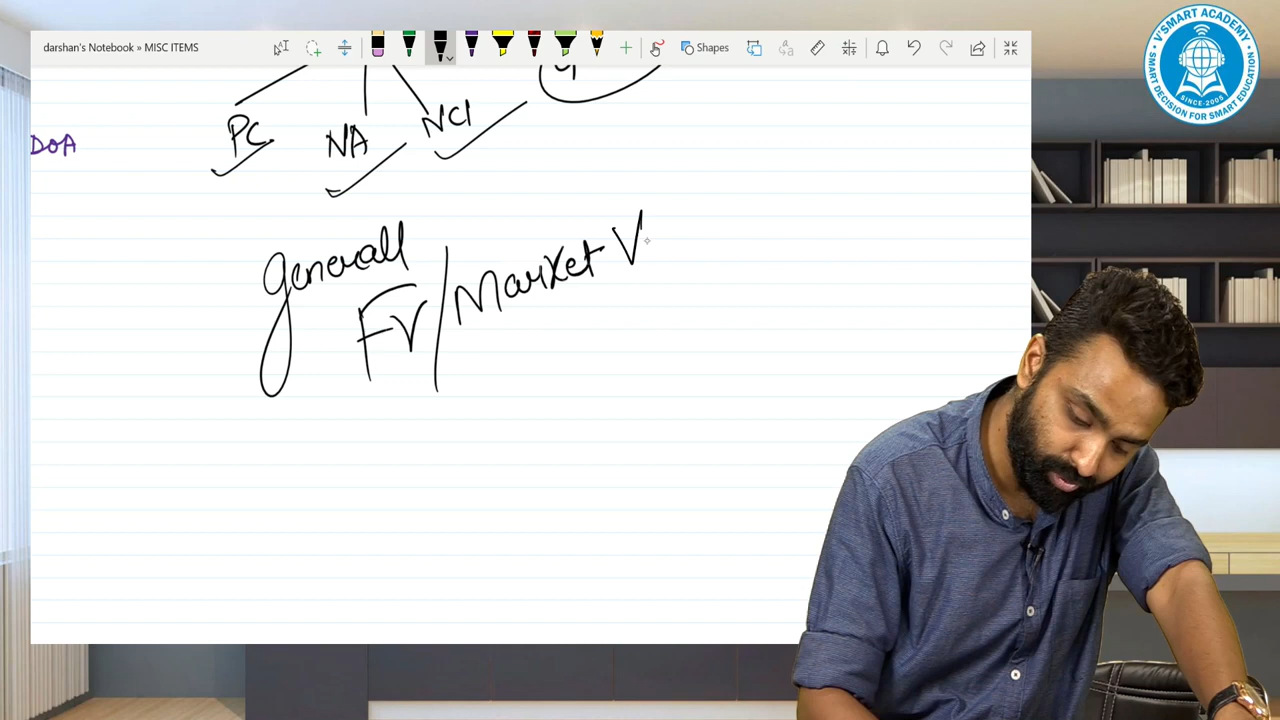 darshan's Notebook » MISC ITEMS
Shapes
V'SMART ACADEMY
SINCE-2005
SMART DECISION FOR SMART EDUCATION
DOA
PC NA NCI
generall
FV/Market V